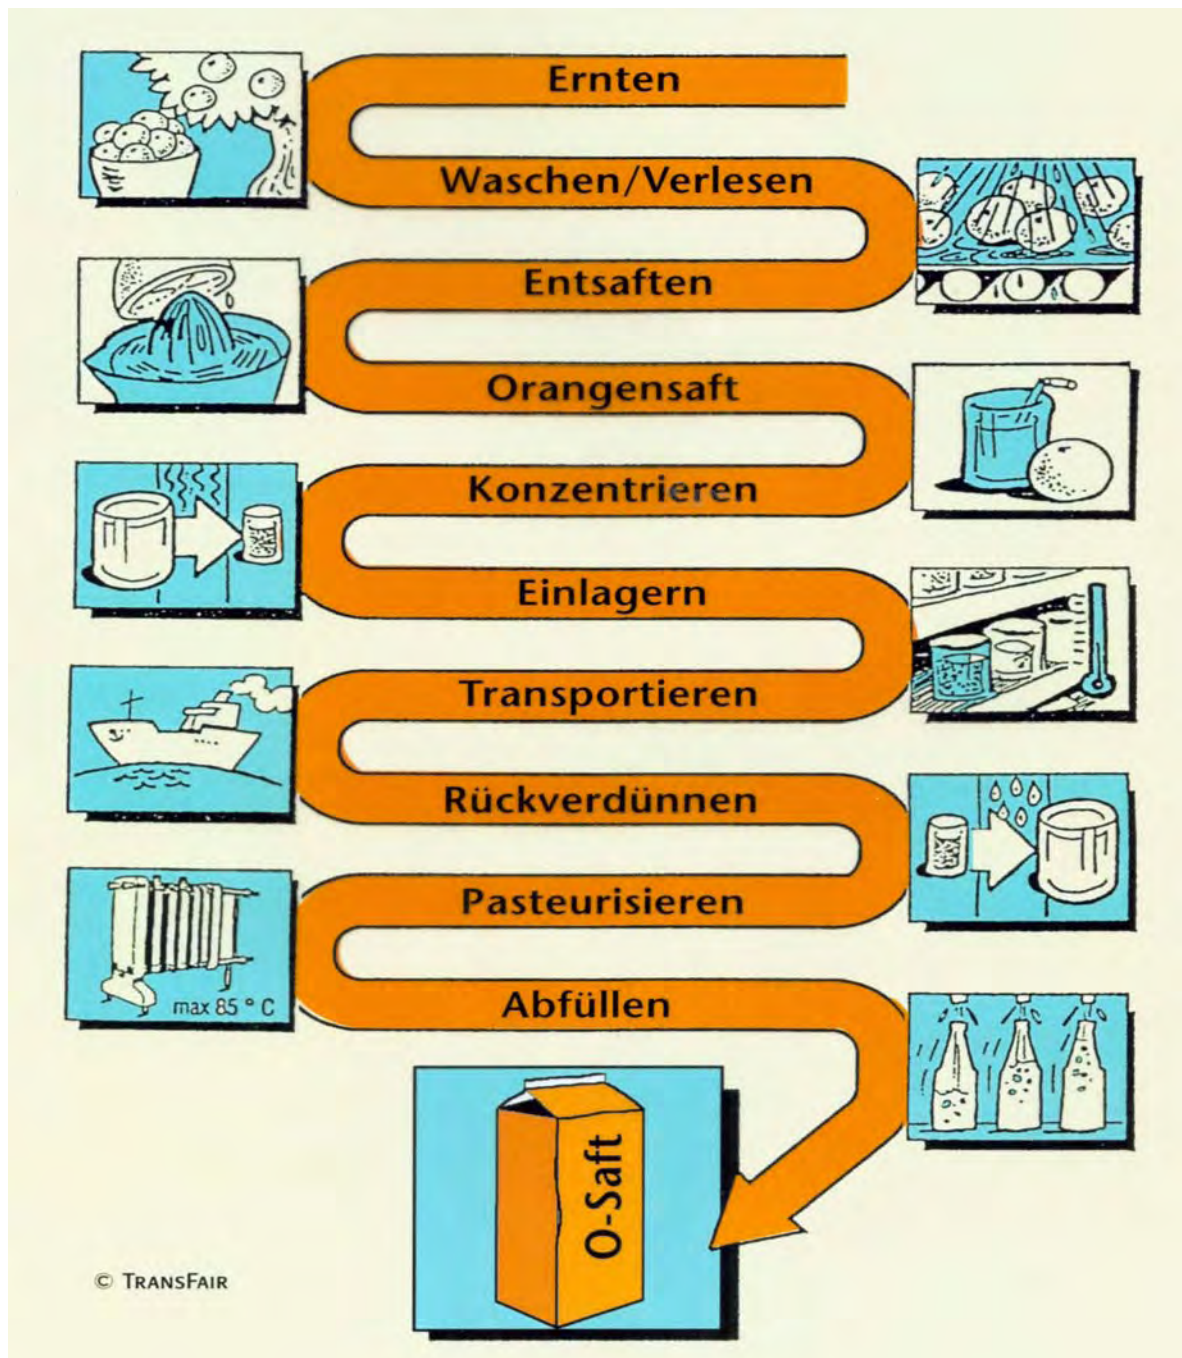 Ernten
Waschen/Verlesen
Entsaften
Orangensaft
Konzentrieren
Einlagern
Transportieren
Rückverdünnen
Pasteurisieren
max 85 ° C
Abfüllen
O-Saft
© TransFair